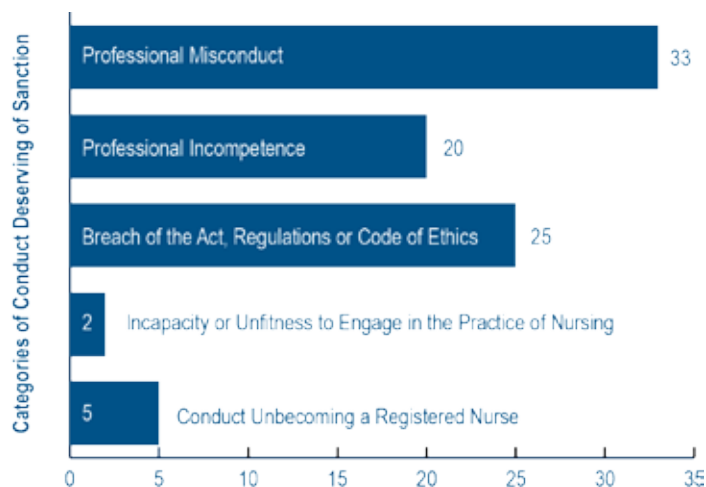 Categories of Conduct Deserving of Sanction
Professional Misconduct 33
Professional Incompetence 20
Breach of the Act, Regulations or Code of Ethics 25
2 Incapacity or Unfitness to Engage in the Practice of Nursing
5 Conduct Unbecoming a Registered Nurse
0 5 10 15 20 25 30 35